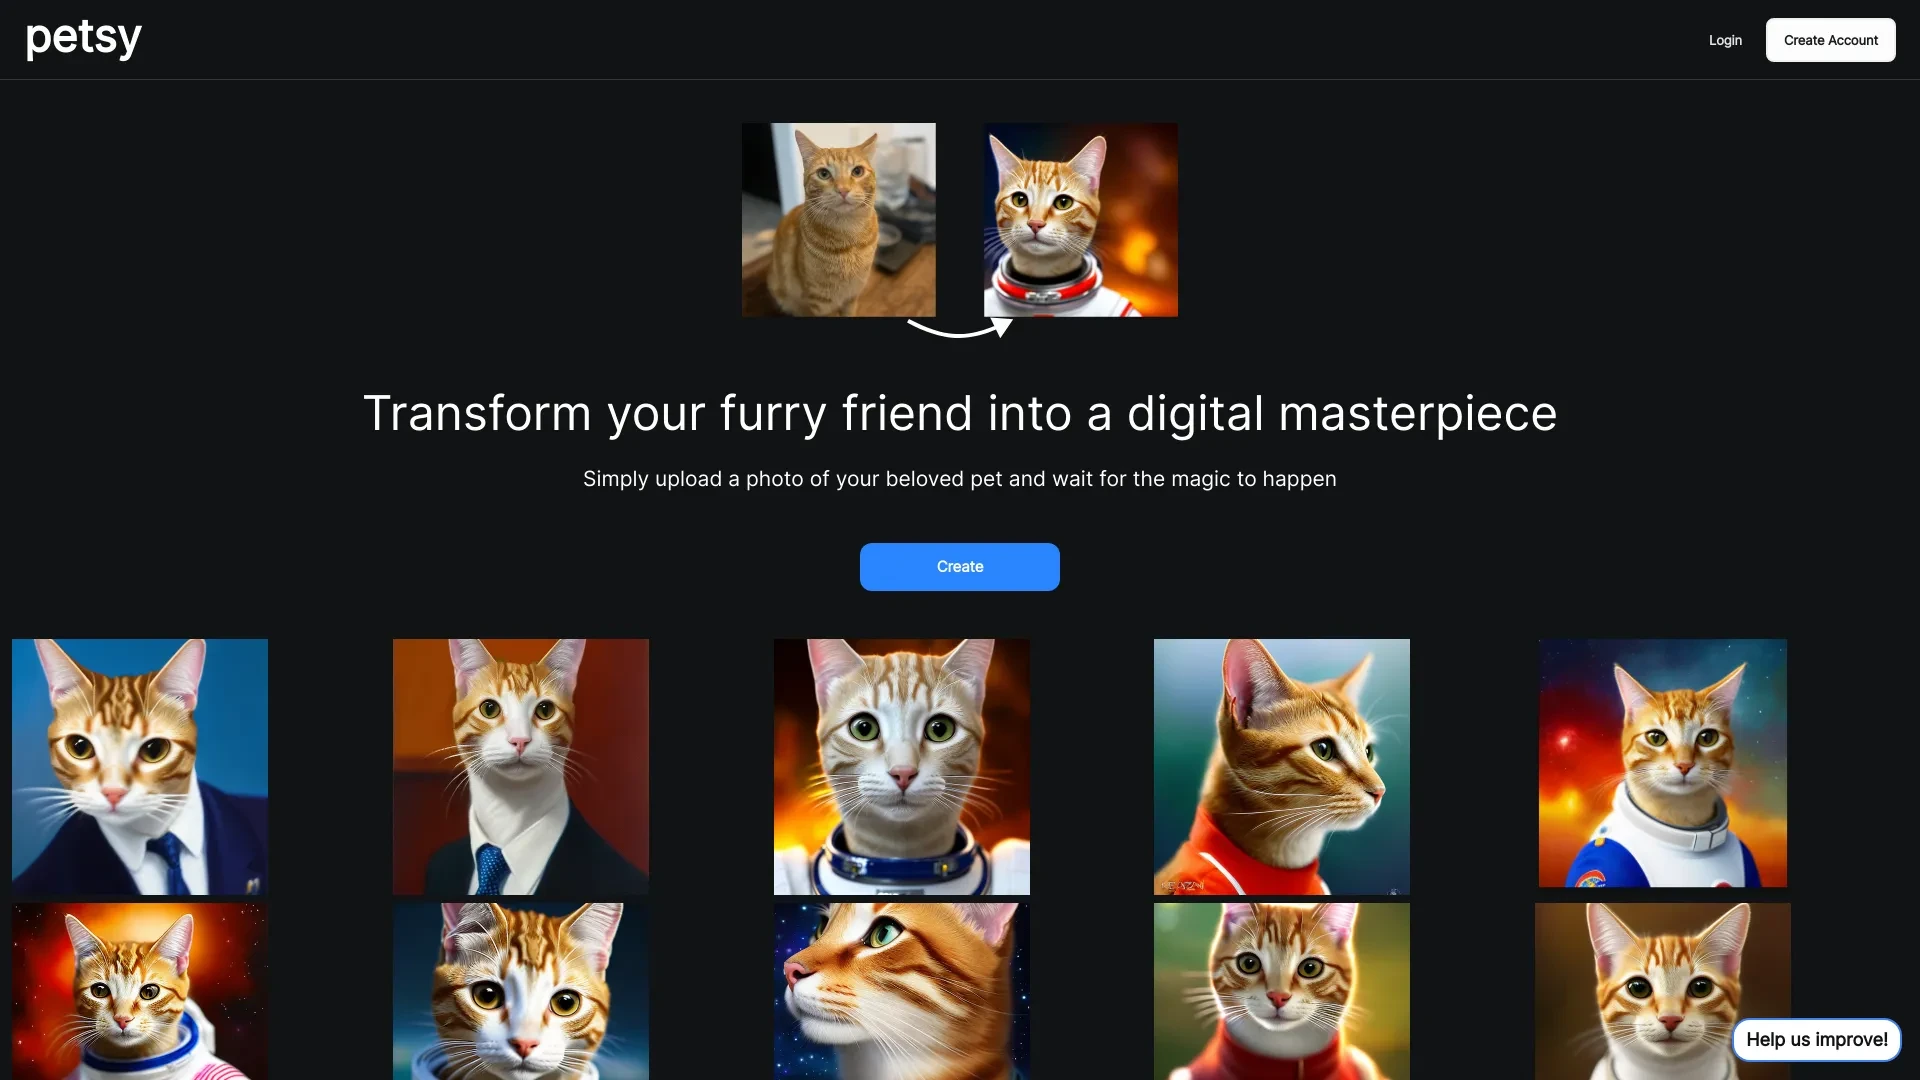 petsy
Login
Create Account
Transform your furry friend into a digital masterpiece
Simply upload a photo of your beloved pet and wait for the magic to happen
Create
Help us improve!